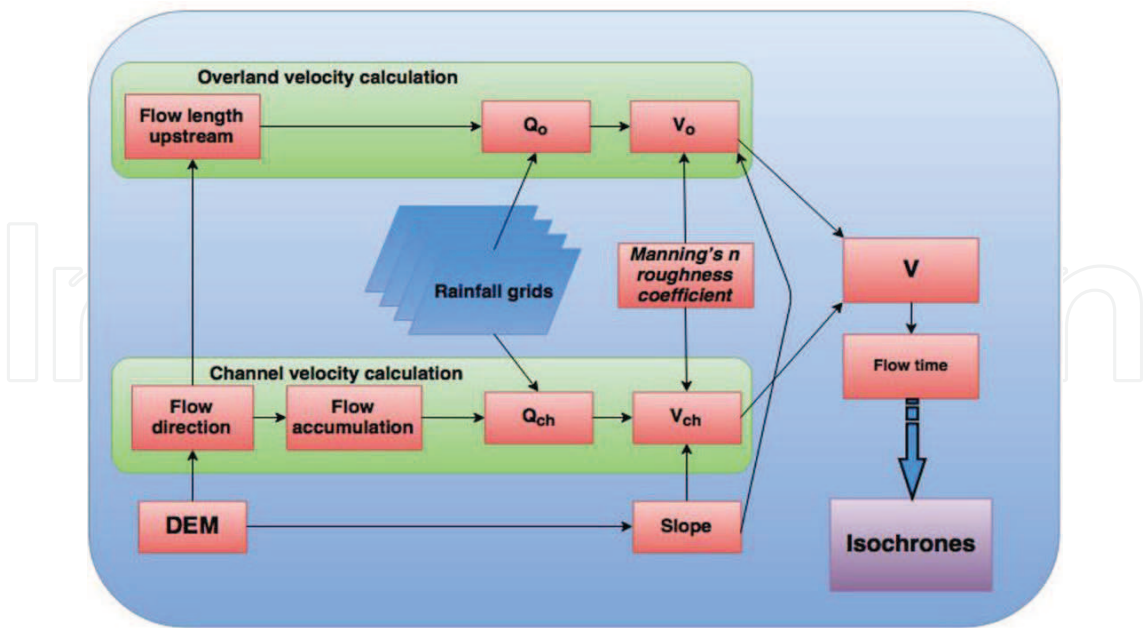 Overland velocity calculation
Flow length
upstream
Qo
Vo
Rainfall grids
Manning's n
roughness
coefficient
V
Flow time
Channel velocity calculation
Flow
direction
Flow
accumulation
Qch
Vch
DEM
Slope
Isochrones